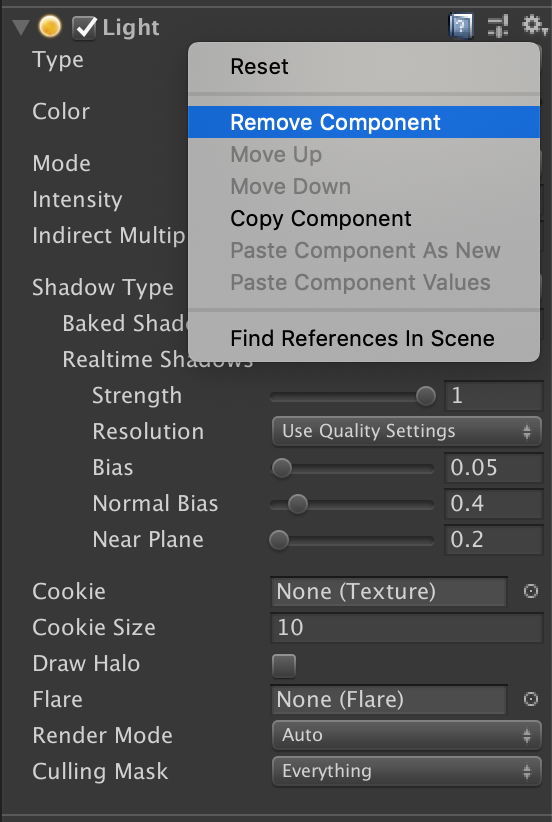 Light
Type
Reset
Color
Remove Component
Mode
Move Up
Move Down
Intensity
Copy Component
Indirect Multip
Paste Component As New
Shadow Type
Paste Component Values
Baked Shado
Find References In Scene
Realtime Shadows
Strength 1
Resolution Use Quality Settings
Bias 0.05
Normal Bias 0.4
Near Plane 0.2
Cookie None (Texture)
Cookie Size 10
Draw Halo
Flare None (Flare)
Render Mode Auto
Culling Mask Everything